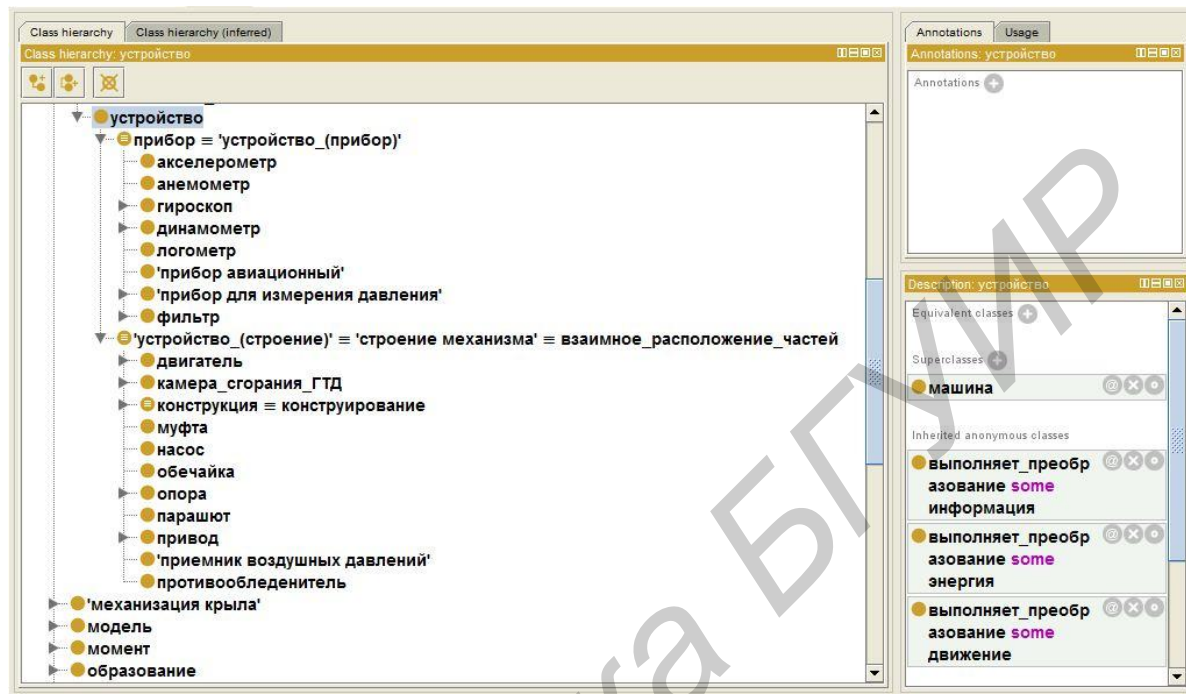 Class hierarchy
Class hierarchy (inferred)
Class hierarchy: устройство
устройство
прибор ≡ 'устройство_(прибор)'
акселерометр
анемометр
гироскоп
динамометр
логометр
'прибор авиационный'
'прибор для измерения давления'
фильтр
'устройство_(строение)' ≡ 'строение механизма' ≡ взаимное_расположение_частей
двигатель
камера_сгорания_ГТД
конструкция ≡ конструирование
муфта
насос
обечайка
опора
парашют
привод
'приемник воздушных давлений'
противообледенитель
'механизация крыла'
модель
момент
образование
Annotations
Usage
Annotations: устройство
Annotations
Description: устройство
Equivalent classes
Superclasses
машина
Inherited anonymous classes
выполняет_преобр
азование some
информация
выполняет_преобр
азование some
энергия
выполняет_преобр
азование some
движение
ка БГУИР